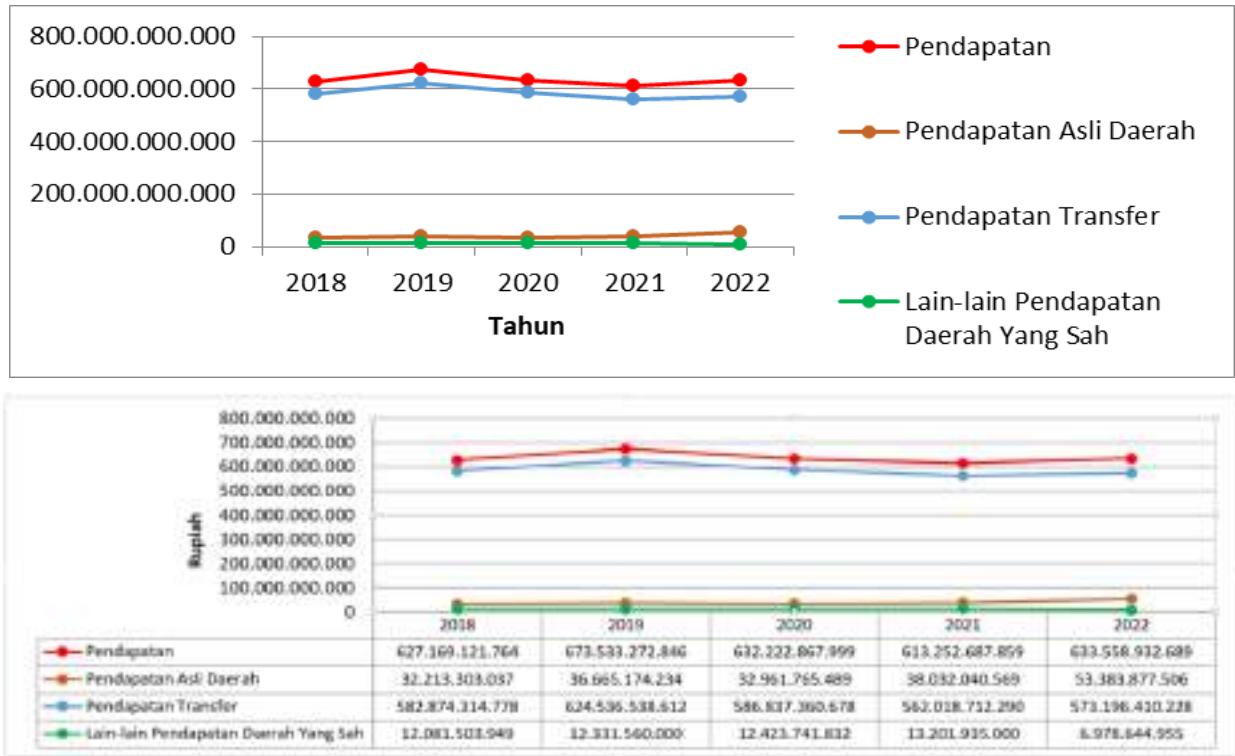 800.000.000.000
600.000.000.000
400.000.000.000
200.000.000.000
0
2018 2019 2020 2021 2022
Tahun
Pendapatan
Pendapatan Asli Daerah
Pendapatan Transfer
Lain-lain Pendapatan
Daerah Yang Sah
800.000.000.000
700.000.000.000
600.000.000.000
500.000.000.000
400.000.000.000
300.000.000.000
200.000.000.000
100.000.000.000
0
Rupiah
2018 2019 2020 2021 2022
Pendapatan 627.169.121.764 673.533.272.846 632.222.867.999 613.252.687.859 633.558.932.689
Pendapatan Asli Daerah 32.213.303.037 36.665.174.234 32.961.765.489 38.032.040.569 53.383.877.506
Pendapatan Transfer 582.874.314.778 624.536.538.612 586.837.360.678 562.018.712.290 573.196.410.228
Lain-lain Pendapatan Daerah Yang Sah 12.081.503.949 12.331.560.000 12.423.741.832 13.201.935.000 6.978.644.955